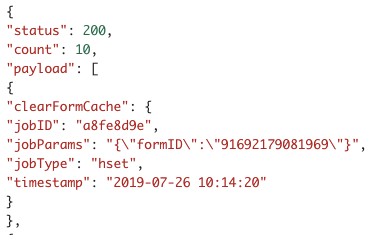 {
"status": 200,
"count": 10,
"payload": [
{
"clearFormCache": {
"jobID": "a8fe8d9e",
"jobParams": "{\"formID\":\"91692179081969\"}",
"jobType": "hset",
"timestamp": "2019-07-26 10:14:20"
}
},